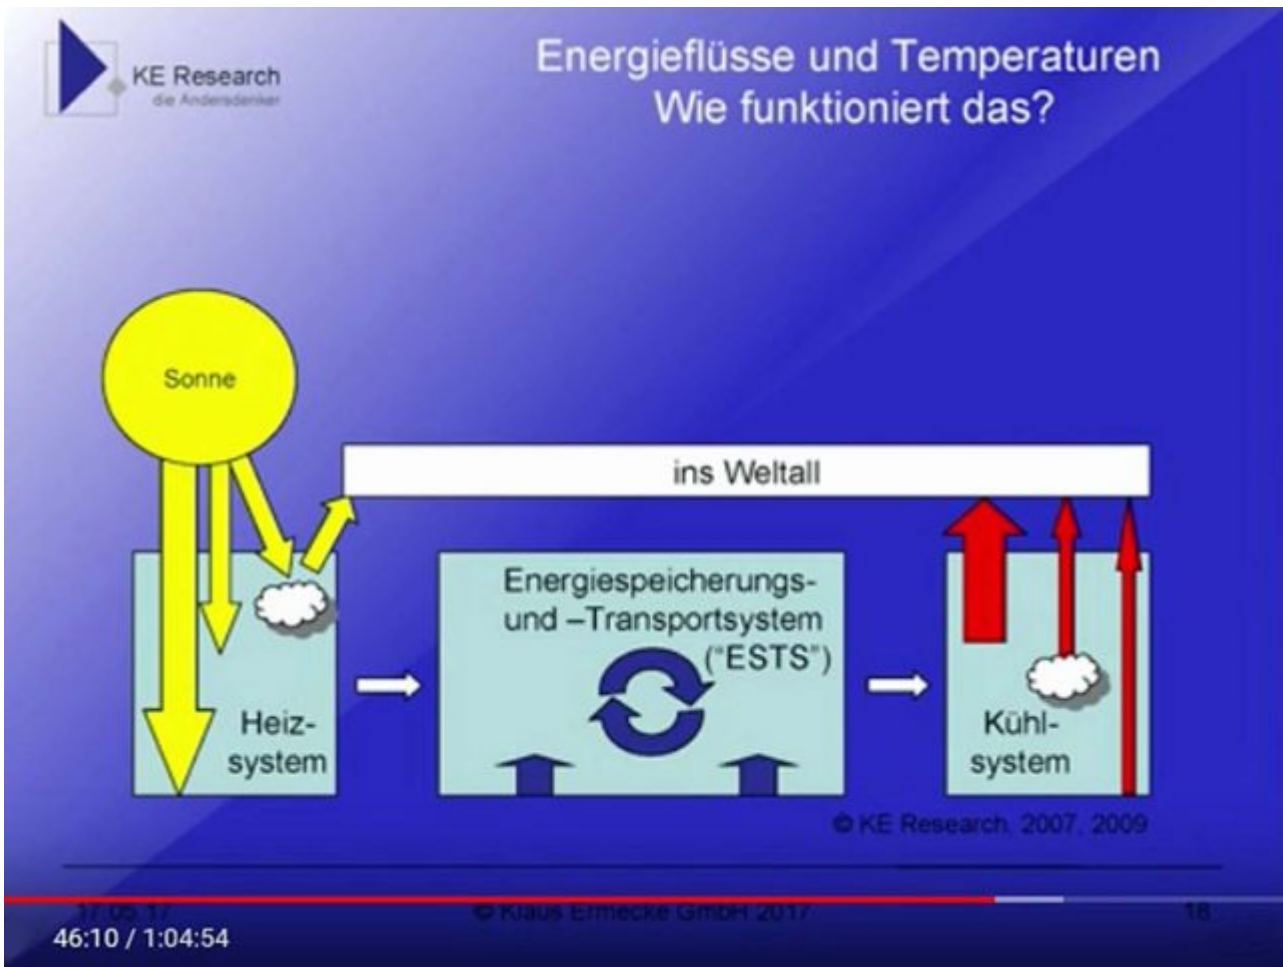 KE Research
die Andersdenker
Energieflüsse und Temperaturen
Wie funktioniert das?
Sonne
ins Weltall
Heiz-
system
Energiespeicherungs-
und –Transportsystem
("ESTS")
Kühl-
system
© KE Research, 2007, 2009
17.05.17
© Klaus Ermecke GmbH 2017
18
46:10 / 1:04:54